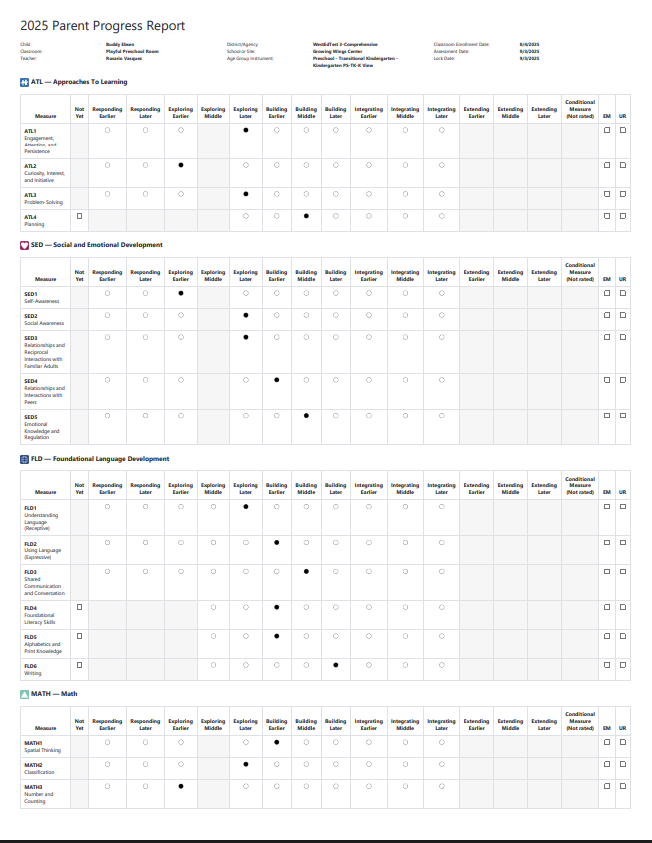 2025 Parent Progress Report
Child: Buddy Elsen District/Agency: WestEdTest 3-Comprehensive Classroom Enrollment Date: 8/4/2025
Classroom: Playful Preschool Room School or Site: Growing Wings Center Assessment Date: 9/3/2025
Teacher: Rosario Vasquez Age Group Instrument: Preschool - Transitional Kindergarten - Lock Date: 9/3/2025
Kindergarten PS-TK-K View
ATL — Approaches To Learning
Measure Not Yet Responding Earlier Responding Later Exploring Earlier Exploring Middle Exploring Later Building Earlier Building Middle Building Later Integrating Earlier Integrating Middle Integrating Later Extending Earlier Extending Middle Extending Later Conditional Measure (Not rated) EM UR
ATL1
Engagement,
Attention, and
Persistence
ATL2
Curiosity, Interest,
and Initiative
ATL3
Problem-Solving
ATL4
Planning
SED — Social and Emotional Development
Measure Not Yet Responding Earlier Responding Later Exploring Earlier Exploring Middle Exploring Later Building Earlier Building Middle Building Later Integrating Earlier Integrating Middle Integrating Later Extending Earlier Extending Middle Extending Later Conditional Measure (Not rated) EM UR
SED1
Self-Awareness
SED2
Social Awareness
SED3
Relationships and
Reciprocal
Interactions with
Familiar Adults
SED4
Relationships and
Interactions with
Peers
SED5
Emotional
Knowledge and
Regulation
FLD — Foundational Language Development
Measure Not Yet Responding Earlier Responding Later Exploring Earlier Exploring Middle Exploring Later Building Earlier Building Middle Building Later Integrating Earlier Integrating Middle Integrating Later Extending Earlier Extending Middle Extending Later Conditional Measure (Not rated) EM UR
FLD1
Understanding
Language
(Receptive)
FLD2
Using Language
(Expressive)
FLD3
Shared
Communication
and Conversation
FLD4
Foundational
Literacy Skills
FLD5
Alphabetics and
Print Knowledge
FLD6
Writing
MATH — Math
Measure Not Yet Responding Earlier Responding Later Exploring Earlier Exploring Middle Exploring Later Building Earlier Building Middle Building Later Integrating Earlier Integrating Middle Integrating Later Extending Earlier Extending Middle Extending Later Conditional Measure (Not rated) EM UR
MATH1
Spatial Thinking
MATH2
Classification
MATH3
Number and
Counting